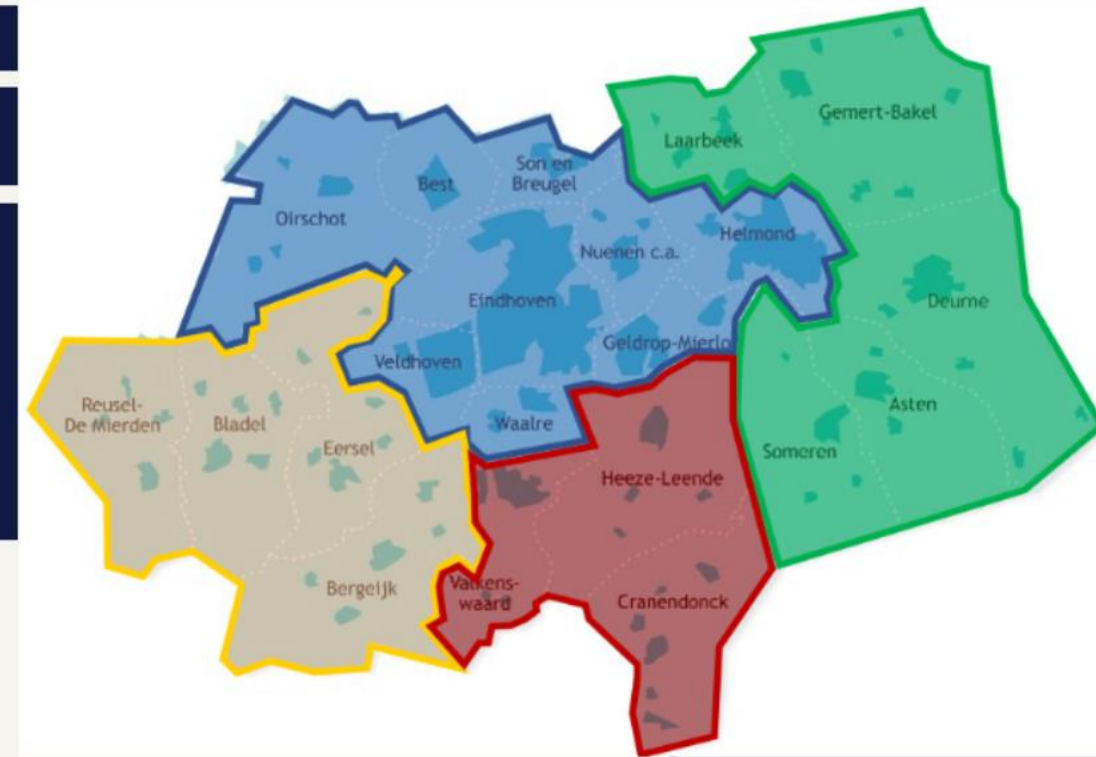 Gemert-Bakel
Laarbeek
Son en
Breugel
Best
Oirschot
Helmond
Nuenen c.a.
Eindhoven
Deurne
Geldrop-Mierlo
Veldhoven
Asten
Reusel-
De Mierden
Bladel
Waalre
Eersel
Someren
Heeze-Leende
Bergeijk
Valkens-
waard
Cranendonck